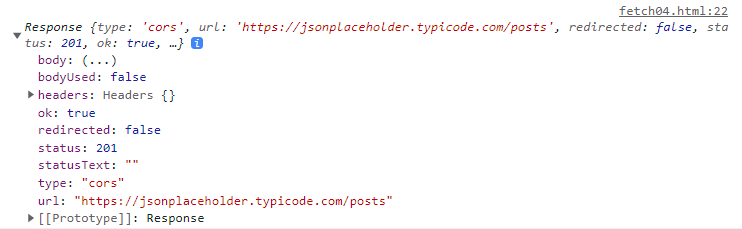 fetch04.html:22
Response {type: 'cors', url: 'https://jsonplaceholder.typicode.com/posts', redirected: false, sta
tus: 201, ok: true, …} i
body: (...)
bodyUsed: false
headers: Headers {}
ok: true
redirected: false
status: 201
statusText: ""
type: "cors"
url: "https://jsonplaceholder.typicode.com/posts"
[[Prototype]]: Response